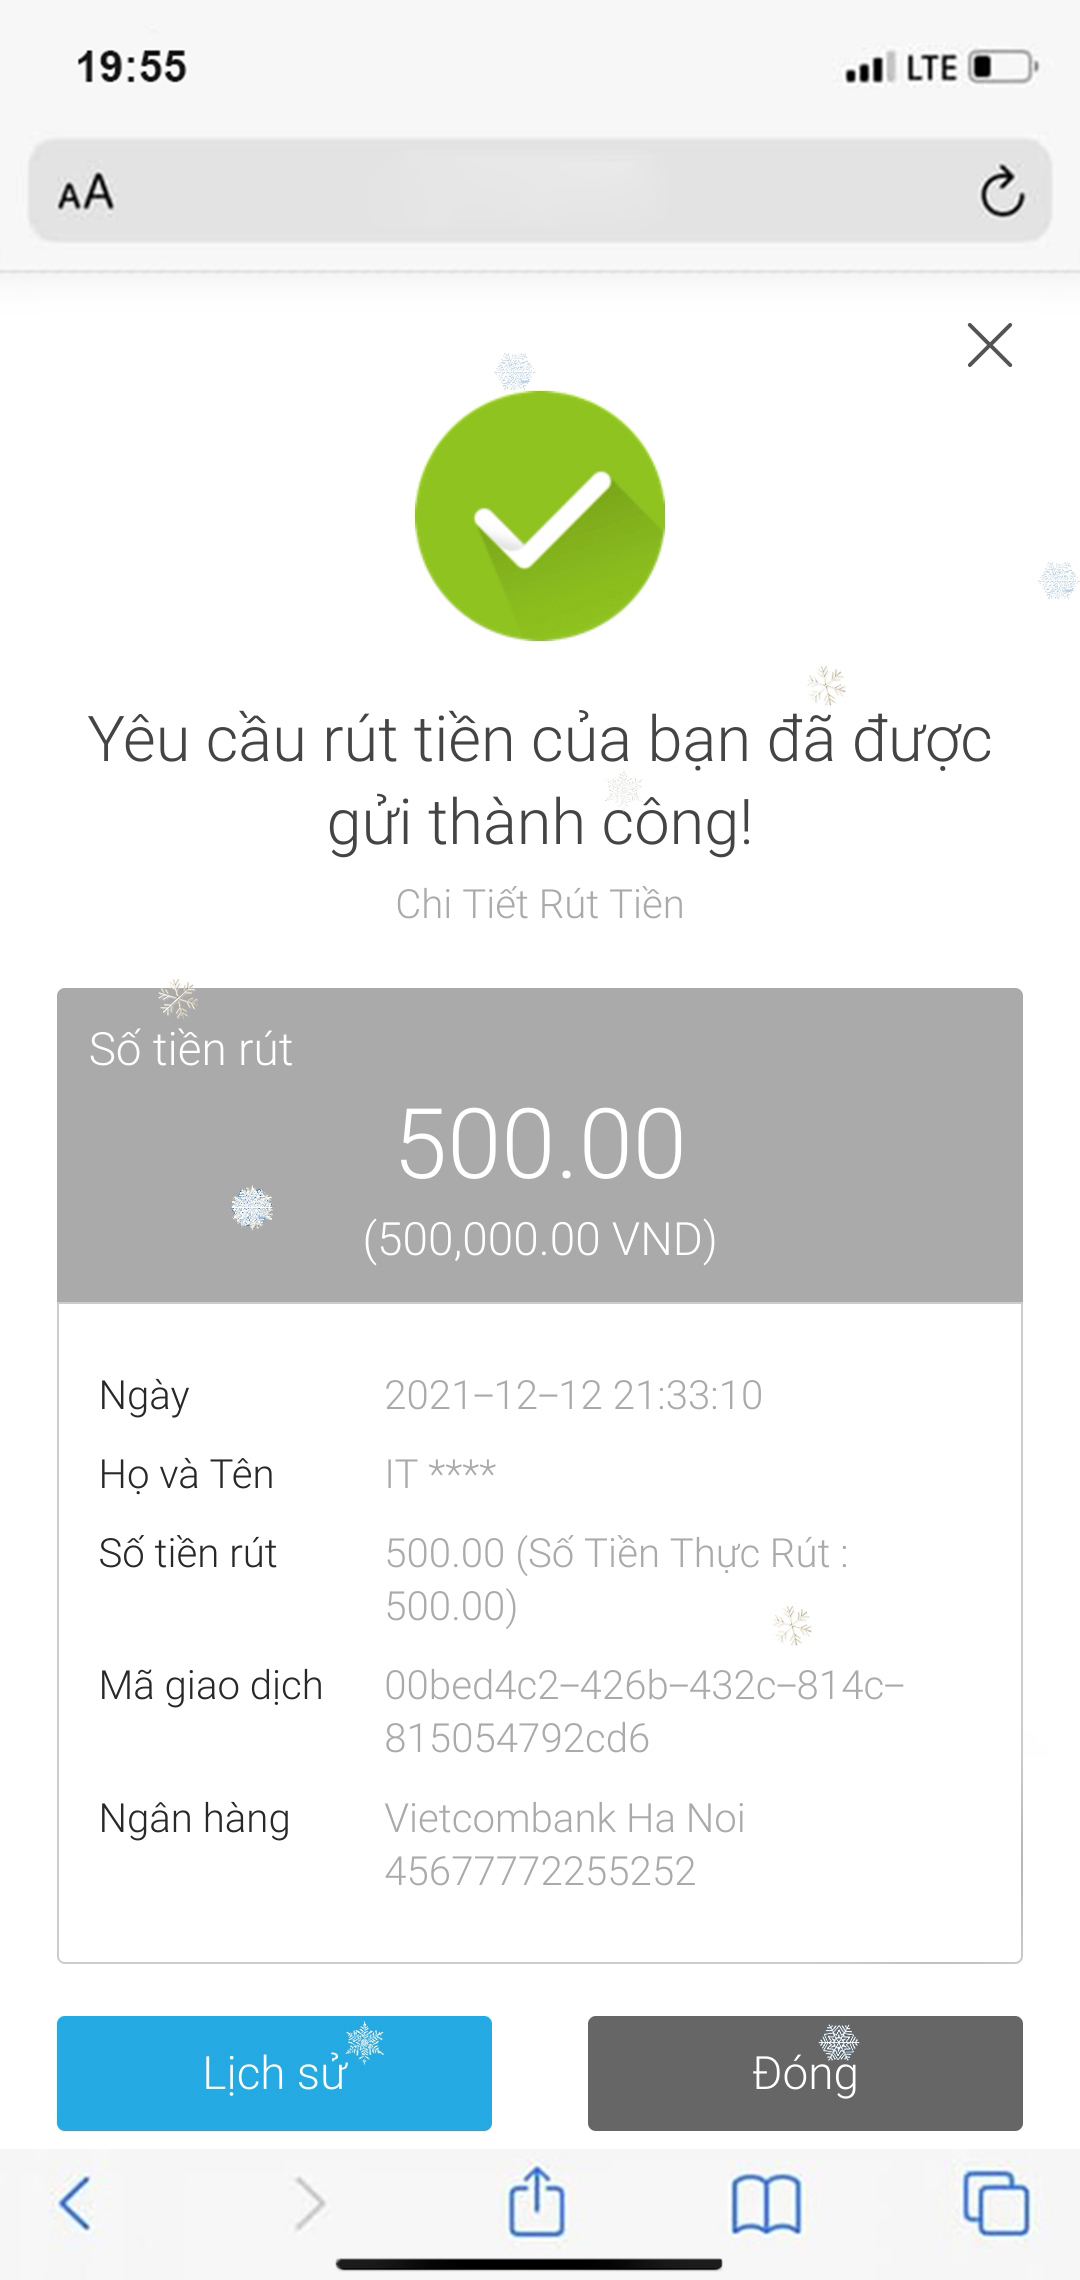 19:55
LTE
AA
Yêu cầu rút tiền của bạn đã được
gửi thành công!
Chi Tiết Rút Tiền
Số tiền rút
500.00
(500,000.00 VND)
Ngày 2021–12–12 21:33:10
Họ và Tên IT ****
Số tiền rút 500.00 (Số Tiền Thực Rút :
500.00)
Mã giao dịch 00bed4c2–426b–432c–814c–
815054792cd6
Ngân hàng Vietcombank Ha Noi
45677772255252
Lịch sử Đóng